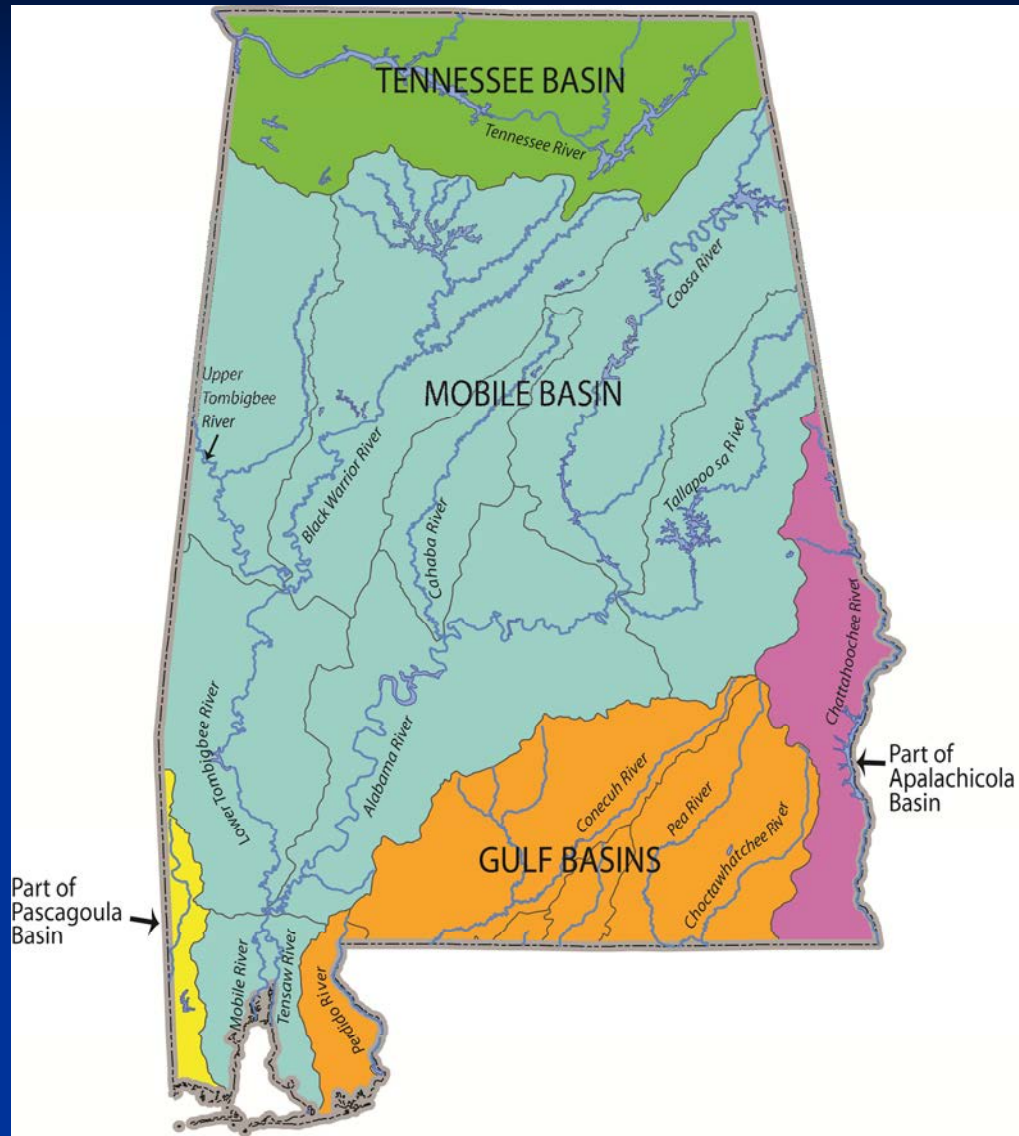 TENNESSEE BASIN
Tennessee River
Coosa River
Upper
Tombigbee
River
MOBILE BASIN
Black Warrior River
Cahaba River
Tallapoo sa River
Chattahoochee River
Lower Tombigbee River
Alabama River
Part of
Apalachicola
Basin
Conecuh River
Pea River
Choctawhatchee River
GULF BASINS
Part of
Pascagoula
Basin
Mobile River
Tensaw River
Perdido River